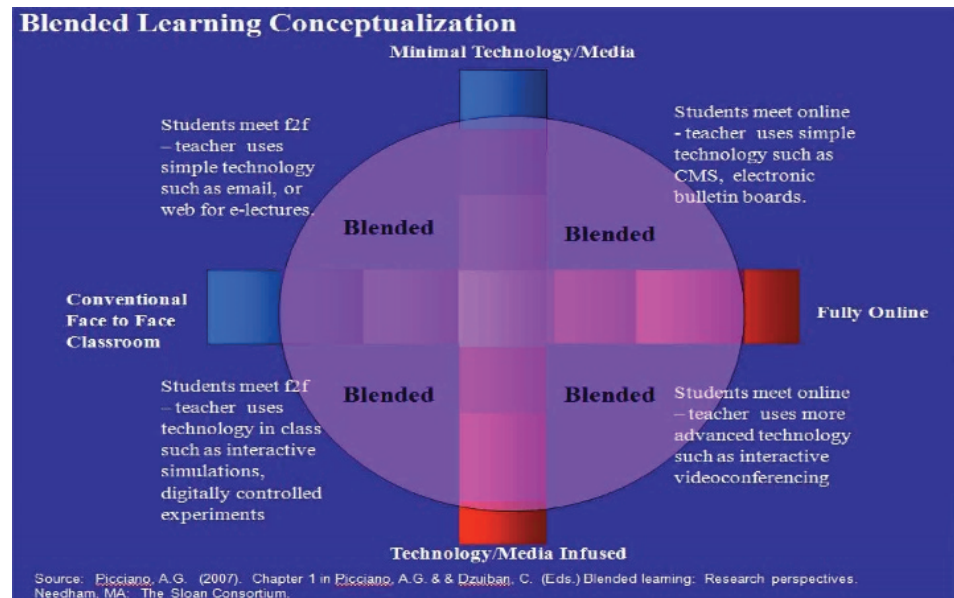 Blended Learning Conceptualization
Minimal Technology/Media
Students meet f2f
– teacher uses
simple technology
such as email, or
web for e-lectures.
Students meet online
- teacher uses simple
technology such as
CMS, electronic
bulletin boards.
Blended
Blended
Conventional
Face to Face
Classroom
Fully Online
Students meet f2f
– teacher uses
technology in class
such as interactive
simulations,
digitally controlled
experiments
Blended
Blended
Students meet online
– teacher uses more
advanced technology
such as interactive
videoconferencing
Technology/Media Infused
Source: Picciano, A.G. (2007). Chapter 1 in Picciano, A.G. & & Dzuiban, C. (Eds.) Blended learning: Research perspectives.
Needham, MA: The Sloan Consortium.